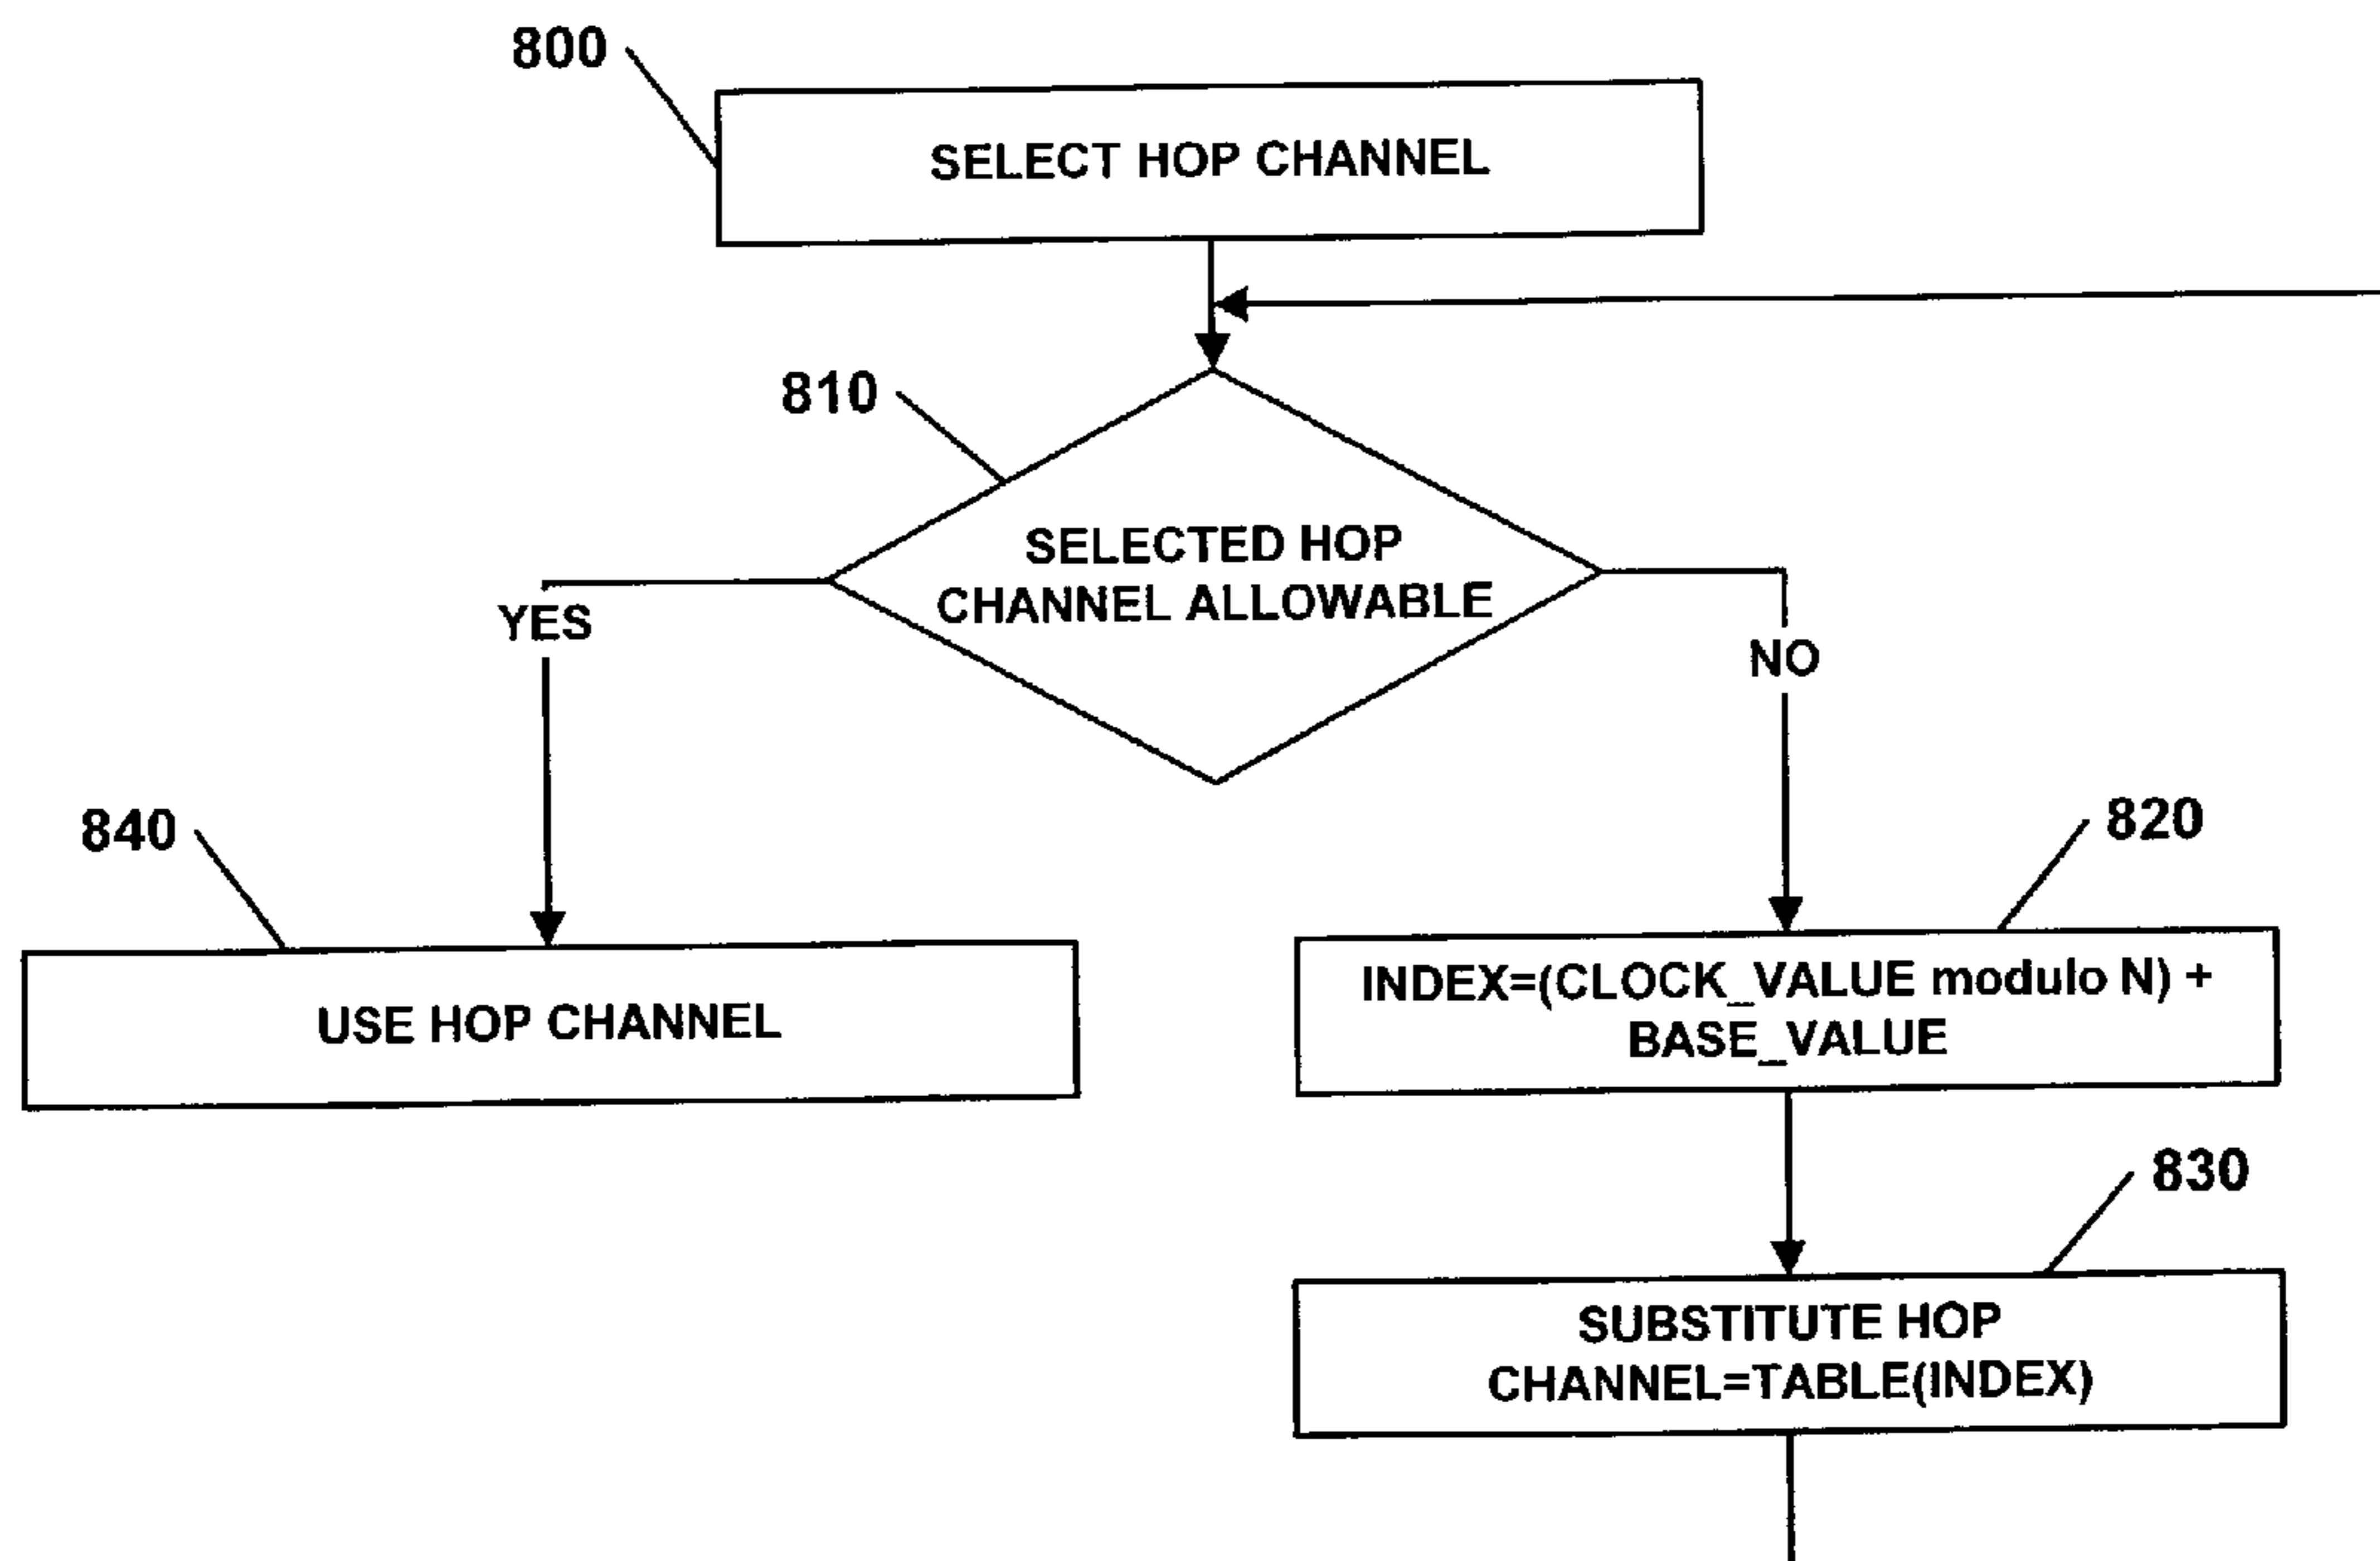 800
SELECT HOP CHANNEL
810
SELECTED HOP
CHANNEL ALLOWABLE
YES
NO
840
820
USE HOP CHANNEL
INDEX=(CLOCK_VALUE modulo N) +
BASE_VALUE
830
SUBSTITUTE HOP
CHANNEL=TABLE(INDEX)